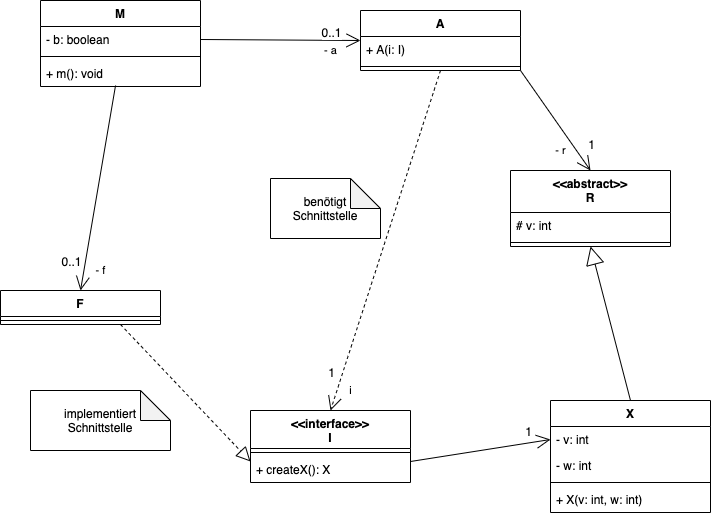 M
- b: boolean
+ m(): void
0..1
- a
A
+ A(i: I)
benötigt
Schnittstelle
1
- r
<<abstract>>
R
# v: int
0..1
- f
F
implementiert
Schnittstelle
1
i
<<interface>>
I
+ createX(): X
1
X
- v: int
- w: int
+ X(v: int, w: int)